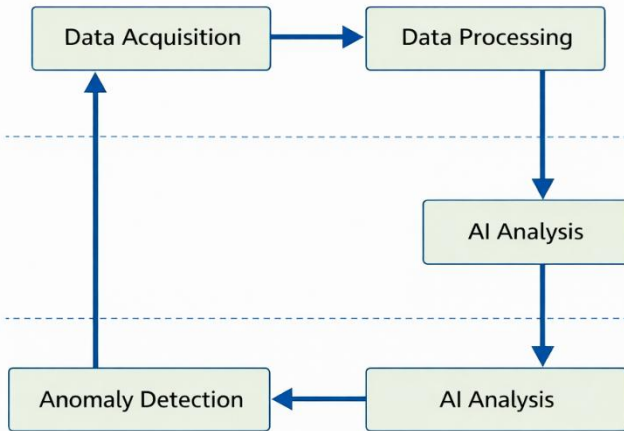 Data Acquisition
Data Processing
AI Analysis
Anomaly Detection
AI Analysis